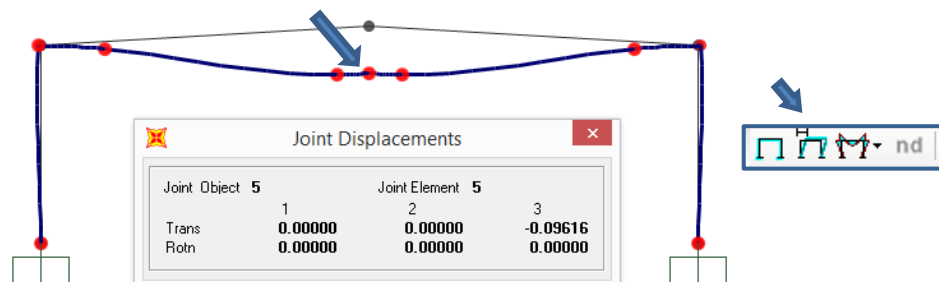 Joint Displacements
Joint Object 5 Joint Element 5
1 2 3
Trans 0.00000 0.00000 -0.09616
Rotn 0.00000 0.00000 0.00000
nd